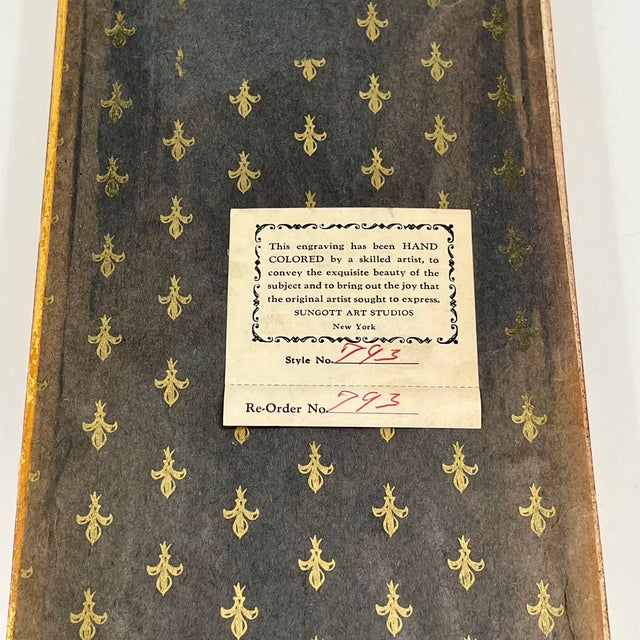 This engraving has been HAND
COLORED by a skilled artist, to
convey the exquisite beauty of the
subject and to bring out the joy that
the original artist sought to express.
SUNGOTT ART STUDIOS
New York
Style No. 793
Re-Order No. 793